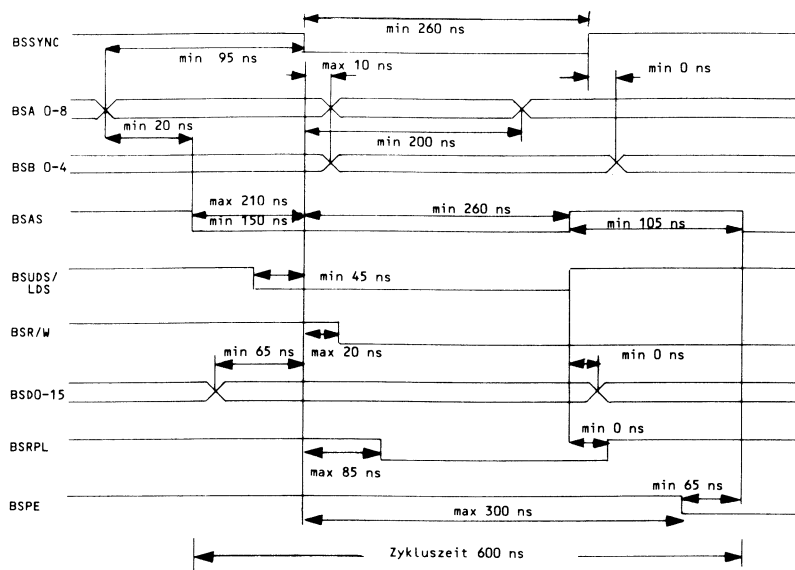 min 260 ns
BSSYNC
min 95 ns
max 10 ns
min 0 ns
BSA 0-8
min 20 ns
min 200 ns
BSB 0-4
max 210 ns
min 260 ns
BSAS
min 150 ns
min 105 ns
BSUDS/
LDS
min 45 ns
BSR/W
min 65 ns
max 20 ns
min 0 ns
BSD0-15
min 0 ns
BSRPL
max 85 ns
min 65 ns
BSPE
max 300 ns
Zykluszeit 600 ns